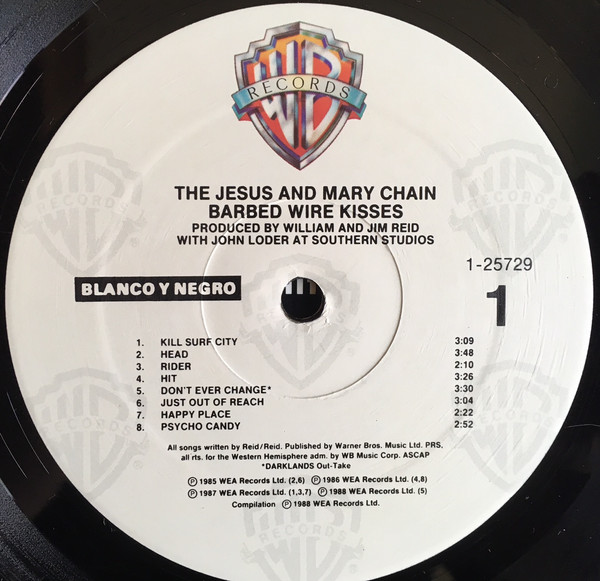 WB
RECORDS
THE JESUS AND MARY CHAIN
BARBED WIRE KISSES
PRODUCED BY WILLIAM AND JIM REID
WITH JOHN LODER AT SOUTHERN STUDIOS
1-25729
BLANCO Y NEGRO
1
1. KILL SURF CITY 3:09
2. HEAD 3:48
3. RIDER 2:10
4. HIT 3:26
5. DON'T EVER CHANGE* 3:30
6. JUST OUT OF REACH 3:04
7. HAPPY PLACE 2:22
8. PSYCHO CANDY 2:52
All songs written by Reid/Reid. Published by Warner Bros. Music Ltd. PRS.
all rts. for the Western Hemisphere adm. by WB Music Corp. ASCAP
*DARKLANDS Out-Take
Ⓟ 1985 WEA Records Ltd. (2,6) Ⓟ 1986 WEA Records Ltd. (4,8)
Ⓟ 1987 WEA Records Ltd. (1,3,7) Ⓟ 1988 WEA Records Ltd. (5)
Compilation Ⓟ 1988 WEA Records Ltd.